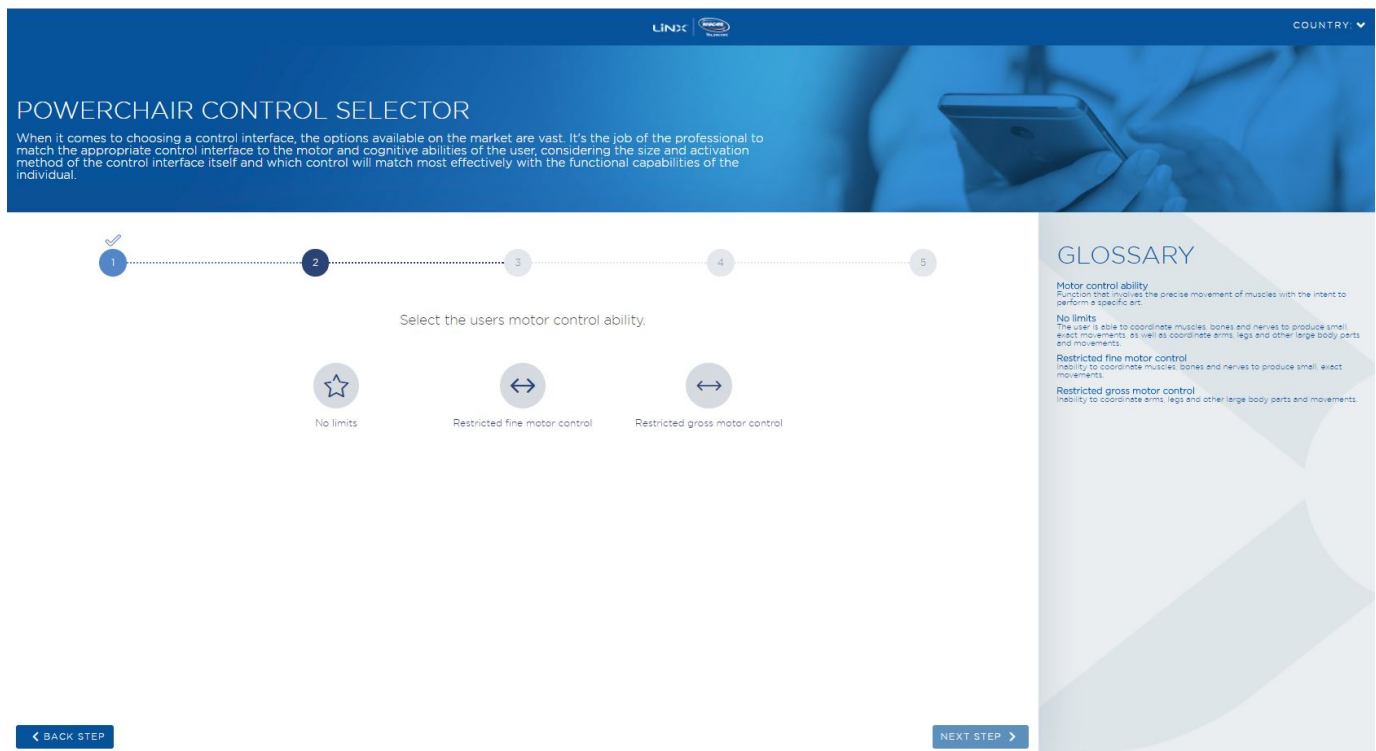 LiNX
COUNTRY:
POWERCHAIR CONTROL SELECTOR
When it comes to choosing a control interface, the options available on the market are vast. It's the job of the professional to
match the appropriate control interface to the motor and cognitive abilities of the user, considering the size and activation
method of the control interface itself and which control will match most effectively with the functional capabilities of the
individual.
1
2
3
4
5
Select the users motor control ability.
No limits
Restricted fine motor control
Restricted gross motor control
GLOSSARY
Motor control ability
Function that involves the precise movement of muscles with the intent to
perform a specific art.
No limits
The user is able to coordinate muscles, bones and nerves to produce small,
exact movements, as well as coordinate arms, legs and other large body parts
and movements.
Restricted fine motor control
Inability to coordinate muscles, bones and nerves to produce small, exact
movements.
Restricted gross motor control
Inability to coordinate arms, legs and other large body parts and movements.
BACK STEP
NEXT STEP